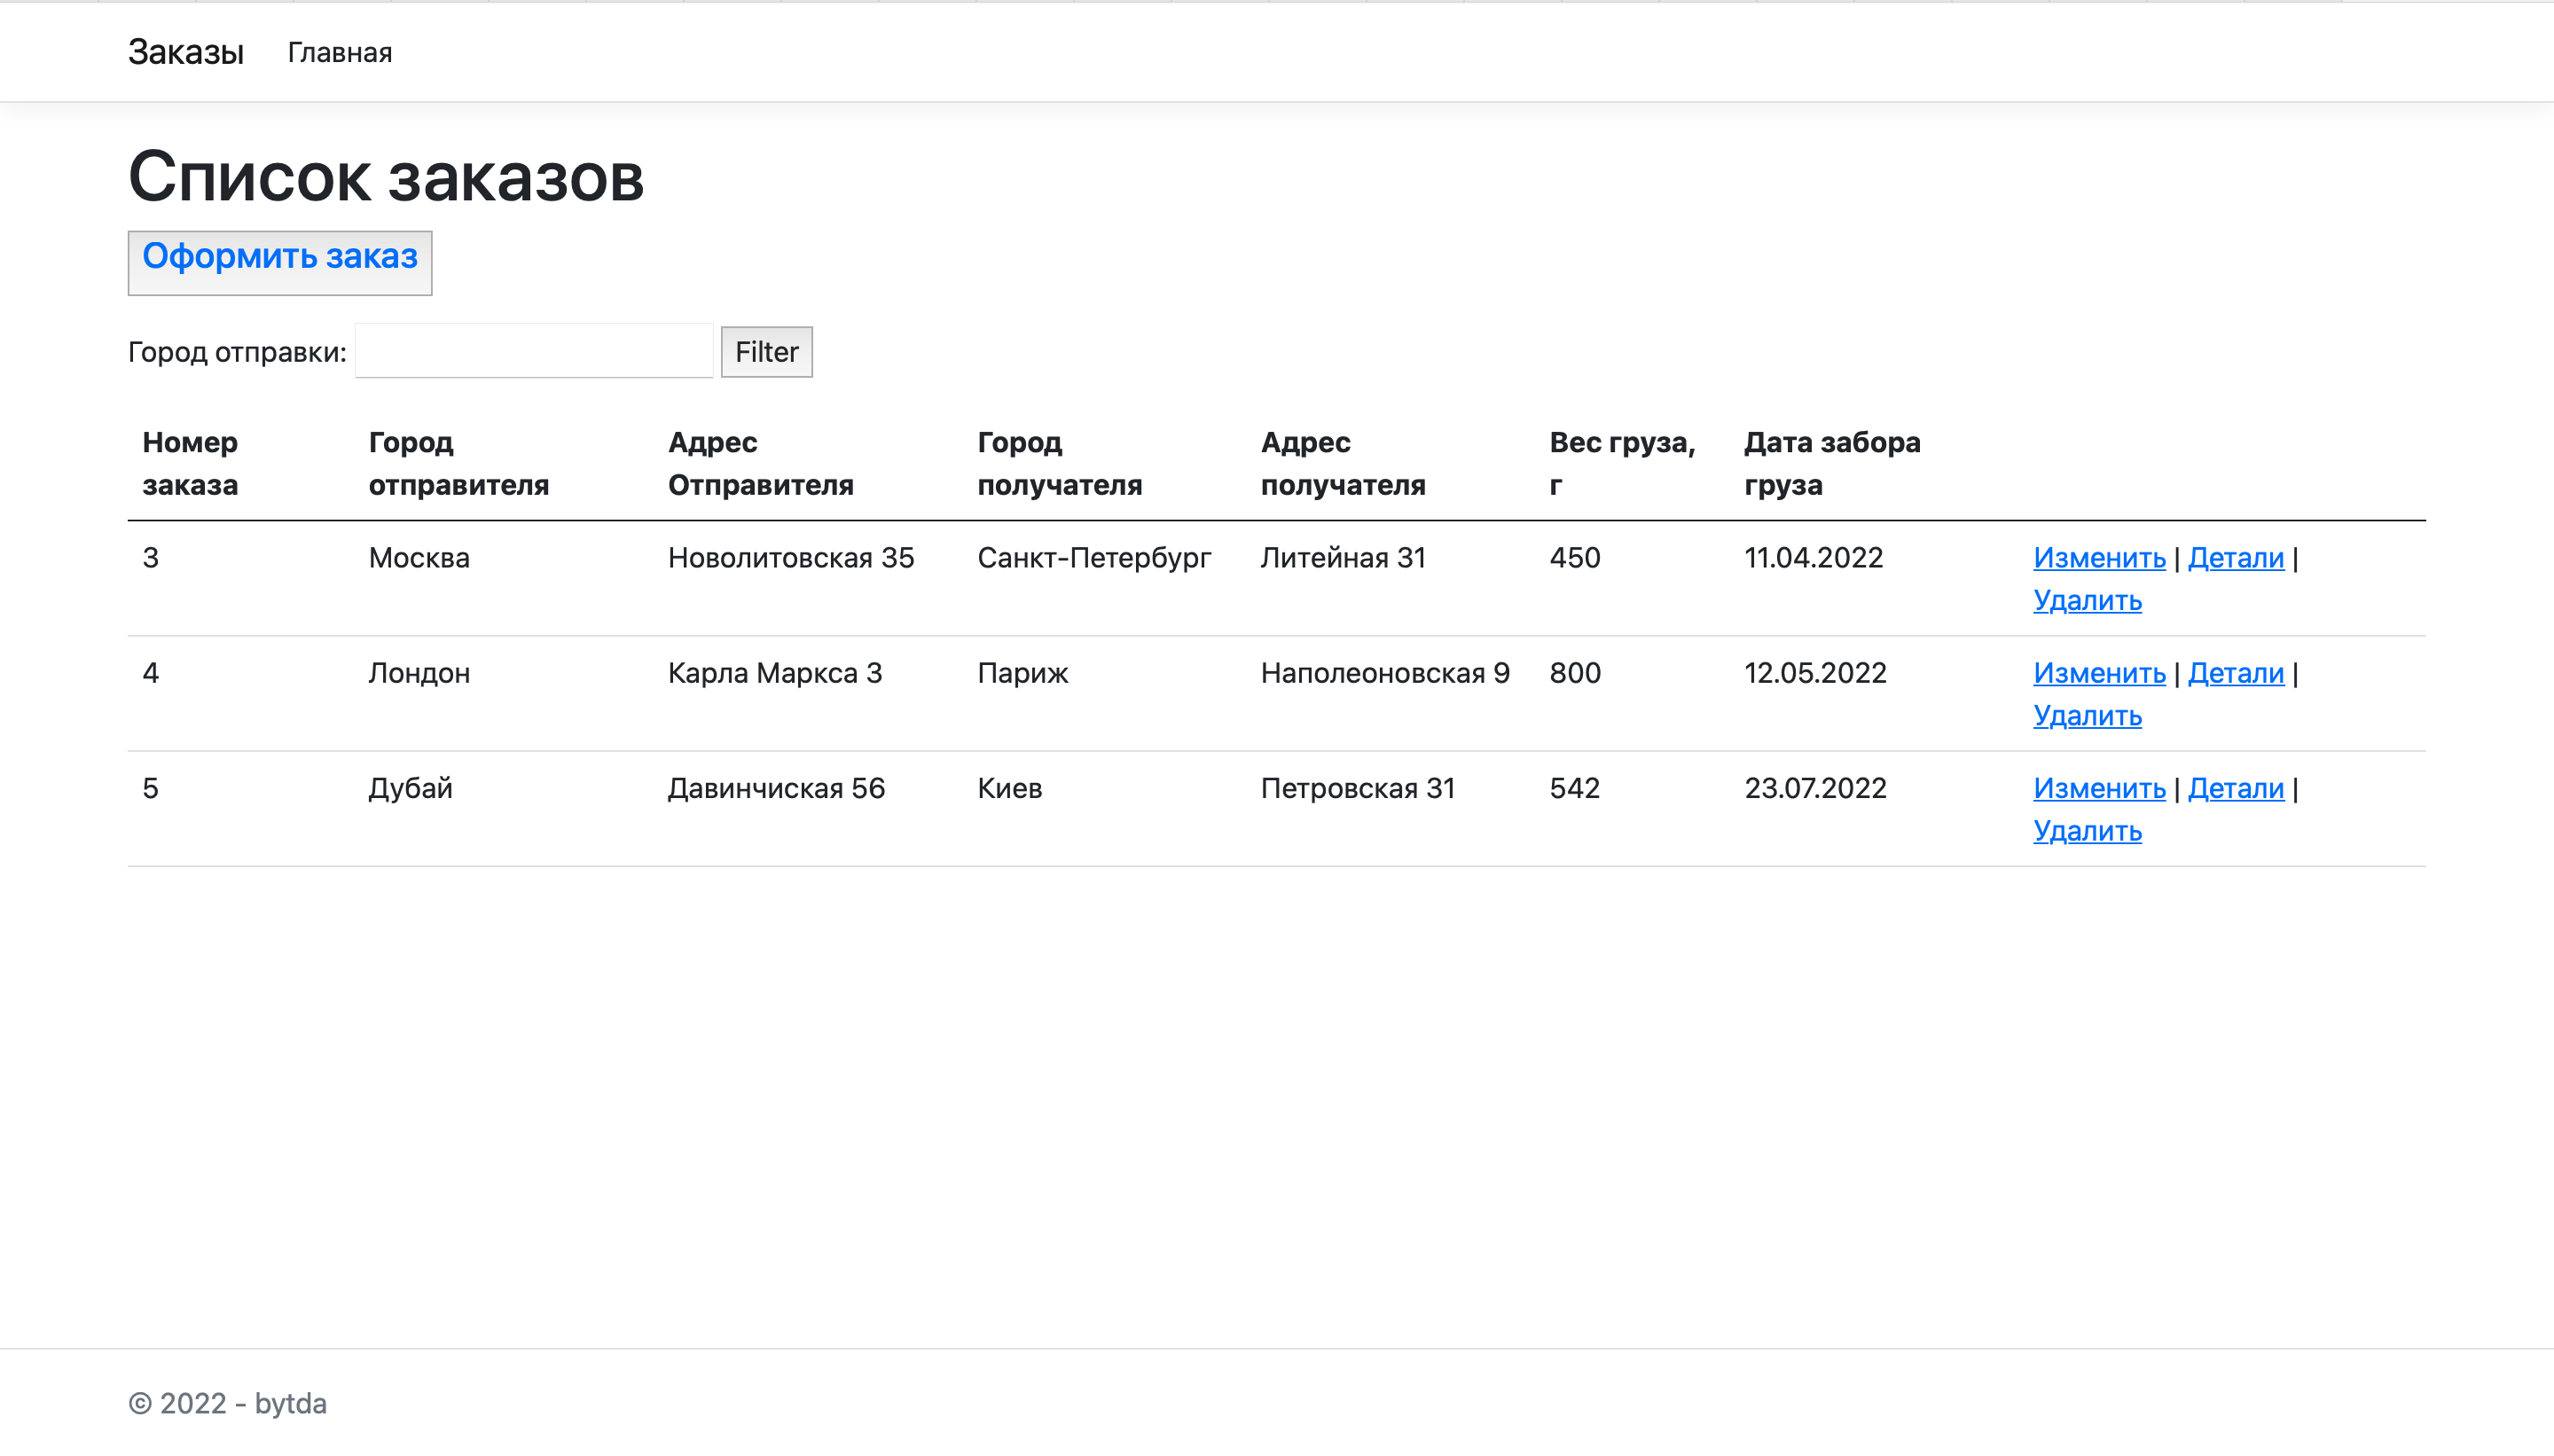 Заказы Главная
Список заказов
Оформить заказ
Город отправки: Filter
Номер заказа Город отправителя Адрес Отправителя Город получателя Адрес получателя Вес груза, г Дата забора груза
3 Москва Новолитовская 35 Санкт-Петербург Литейная 31 450 11.04.2022 Изменить | Детали |
Удалить
4 Лондон Карла Маркса 3 Париж Наполеоновская 9 800 12.05.2022 Изменить | Детали |
Удалить
5 Дубай Давинчиская 56 Киев Петровская 31 542 23.07.2022 Изменить | Детали |
Удалить
© 2022 - bytda